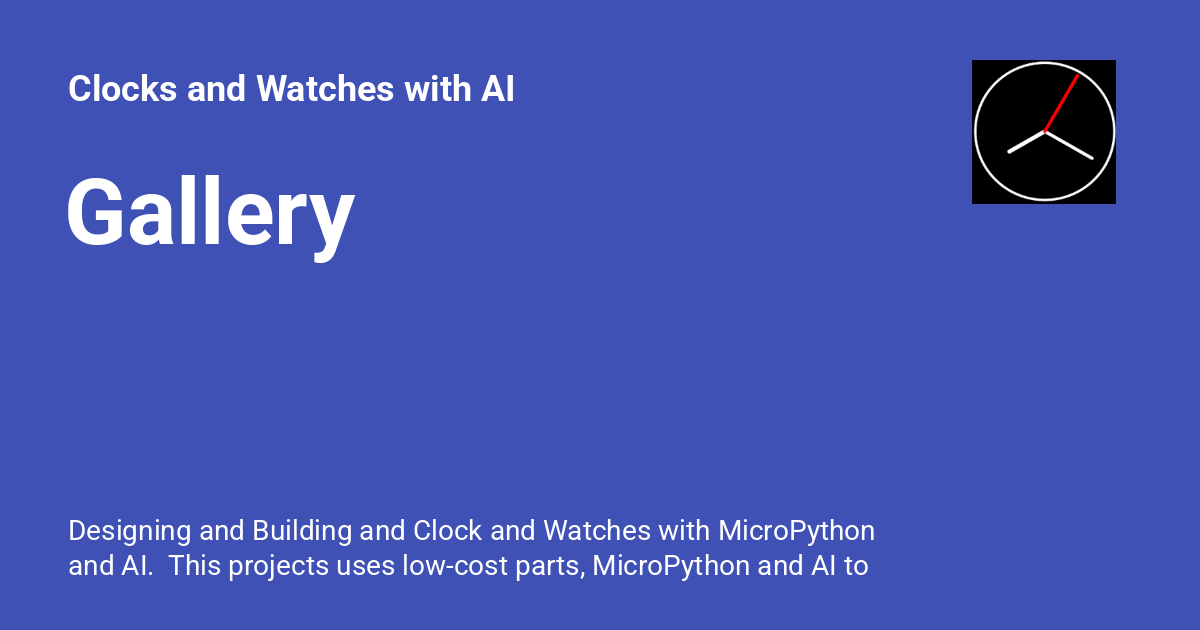 Clocks and Watches with AI
Gallery
Designing and Building and Clock and Watches with MicroPython
and AI.  This projects uses low-cost parts, MicroPython and AI to